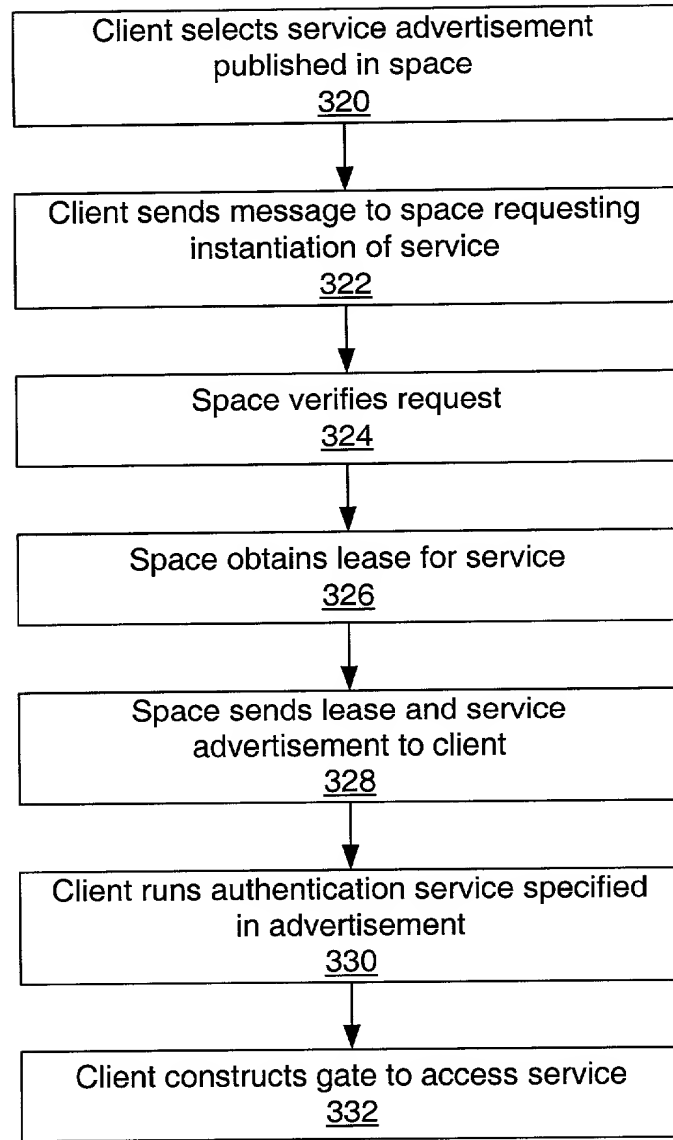 Client selects service advertisement
published in space
320
Client sends message to space requesting
instantiation of service
322
Space verifies request
324
Space obtains lease for service
326
Space sends lease and service
advertisement to client
328
Client runs authentication service specified
in advertisement
330
Client constructs gate to access service
332